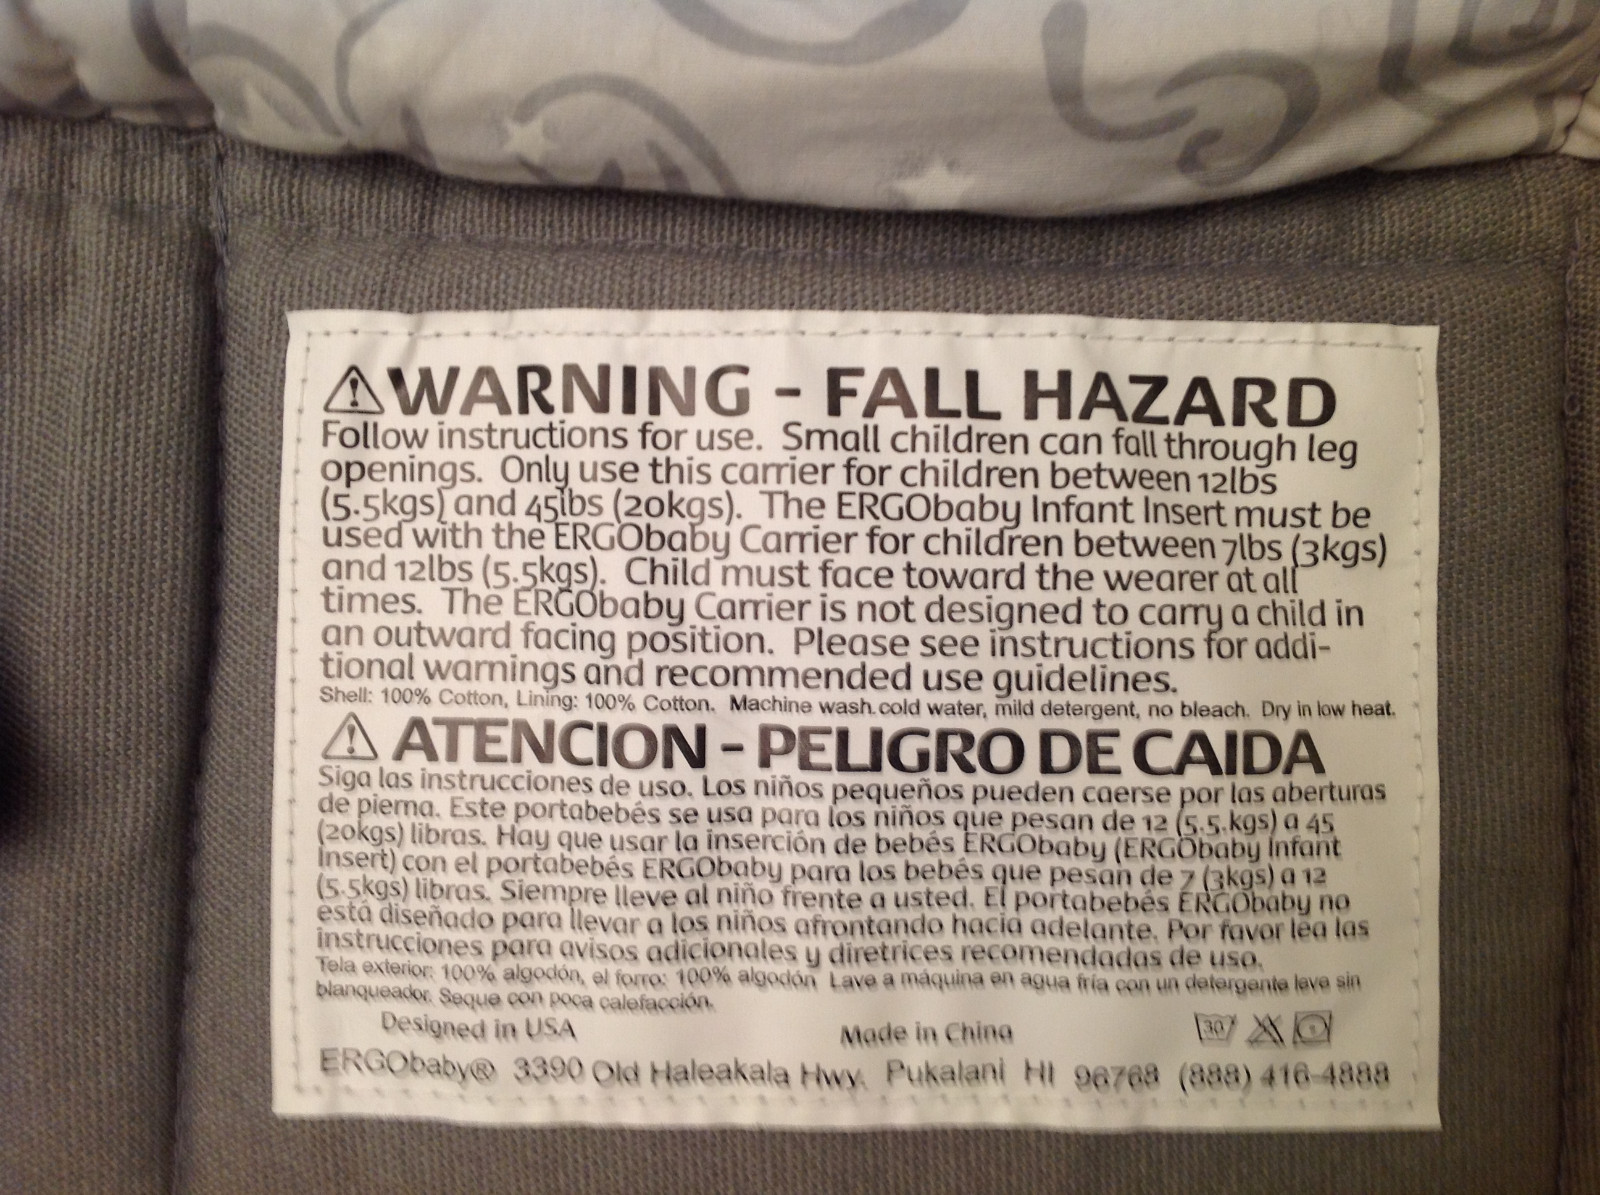 ⚠WARNING - FALL HAZARD
Follow instructions for use. Small children can fall through leg
openings. Only use this carrier for children between 12lbs
(5.5kgs) and 45lbs (20kgs). The ERGObaby Infant Insert must be
used with the ERGObaby Carrier for children between 7lbs (3kgs)
and 12lbs (5.5kgs). Child must face toward the wearer at all
times. The ERGObaby Carrier is not designed to carry a child in
an outward facing position. Please see instructions for addi-
tional warnings and recommended use guidelines.
Shell: 100% Cotton, Lining: 100% Cotton. Machine wash cold water, mild detergent, no bleach. Dry in low heat.
⚠ ATENCION - PELIGRO DE CAIDA
Siga las instrucciones de uso. Los niños pequeños pueden caerse por las aberturas
de pierna. Este portabebés se usa para los niños que pesan de 12 (5.5.kgs) a 45
(20kgs) libras. Hay que usar la inserción de bebés ERGObaby (ERGObaby Infant
Insert) con el portabebés ERGObaby para los bebés que pesan de 7 (3kgs) a 12
(5.5kgs) libras. Siempre lleve al niño frente a usted. El portabebés ERGObaby no
está diseñado para llevar a los niños afrontando hacia adelante. Por favor lea las
instrucciones para avisos adicionales y diretrices recomendadas de uso.
Tela exterior: 100% algodón, el forro: 100% algodón Lave a máquina en agua fría con un detergente leve sin
blanqueador. Seque con poca calefacción.
Designed in USA Made in China 30 1
ERGObaby® 3390 Old Haleakala Hwy. Pukalani HI 96768 (888) 416-4888